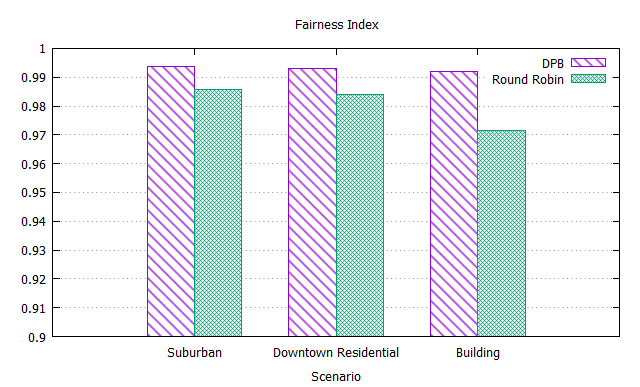 Fairness Index
1
0.99
0.98
0.97
0.96
0.95
0.94
0.93
0.92
0.91
0.9
DPB
Round Robin
Suburban
Downtown Residential
Building
Scenario